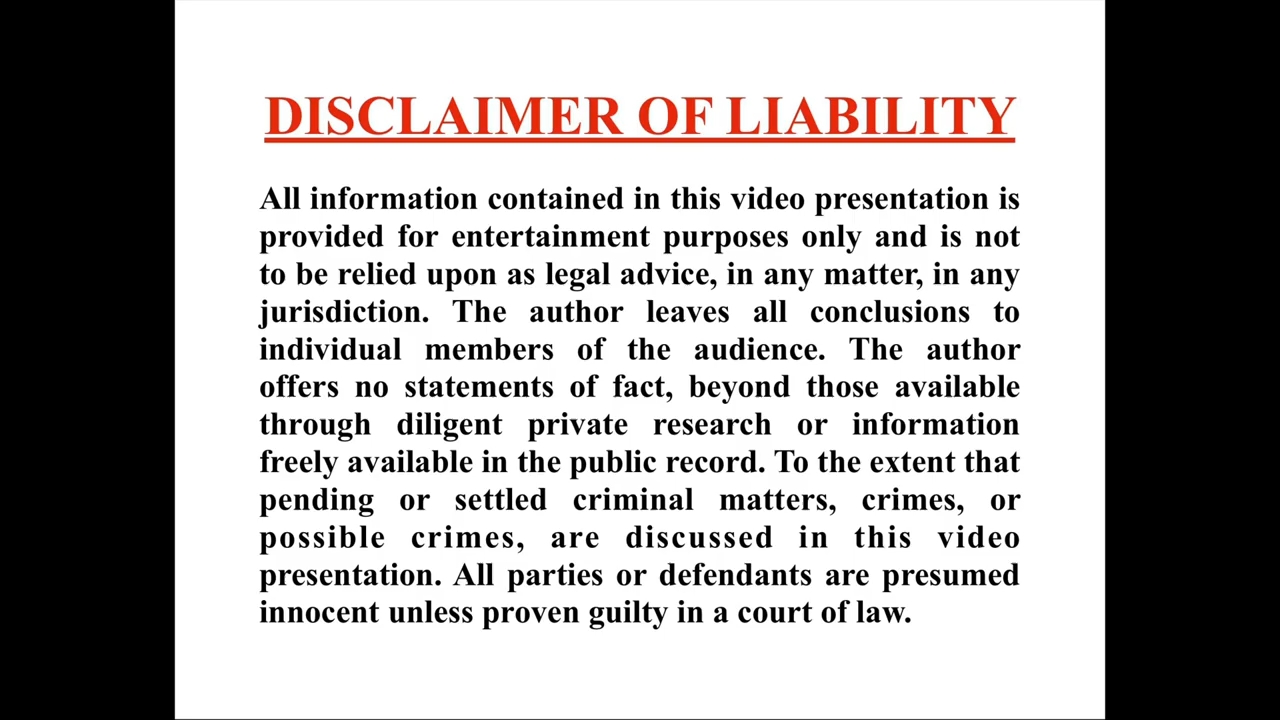 DISCLAIMER OF LIABILITY
All information contained in this video presentation is
provided for entertainment purposes only and is not
to be relied upon as legal advice, in any matter, in any
jurisdiction. The author leaves all conclusions to
individual members of the audience. The author
offers no statements of fact, beyond those available
through diligent private research or information
freely available in the public record. To the extent that
pending or settled criminal matters, crimes, or
possible crimes, are discussed in this video
presentation. All parties or defendants are presumed
innocent unless proven guilty in a court of law.